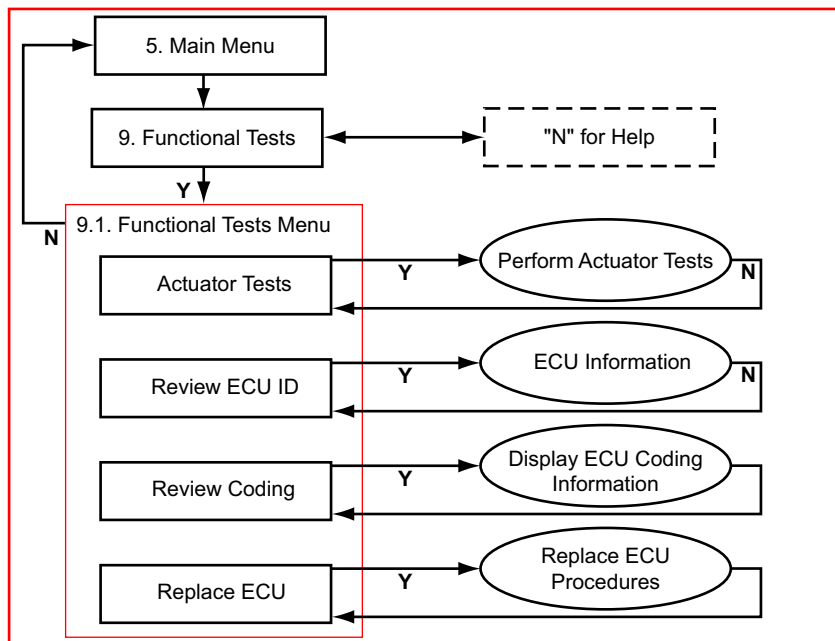 5. Main Menu
9. Functional Tests
"N" for Help
Y
N
9.1. Functional Tests Menu
Actuator Tests
Y
Perform Actuator Tests
N
Review ECU ID
Y
ECU Information
N
Review Coding
Y
Display ECU Coding
Information
Replace ECU
Y
Replace ECU
Procedures